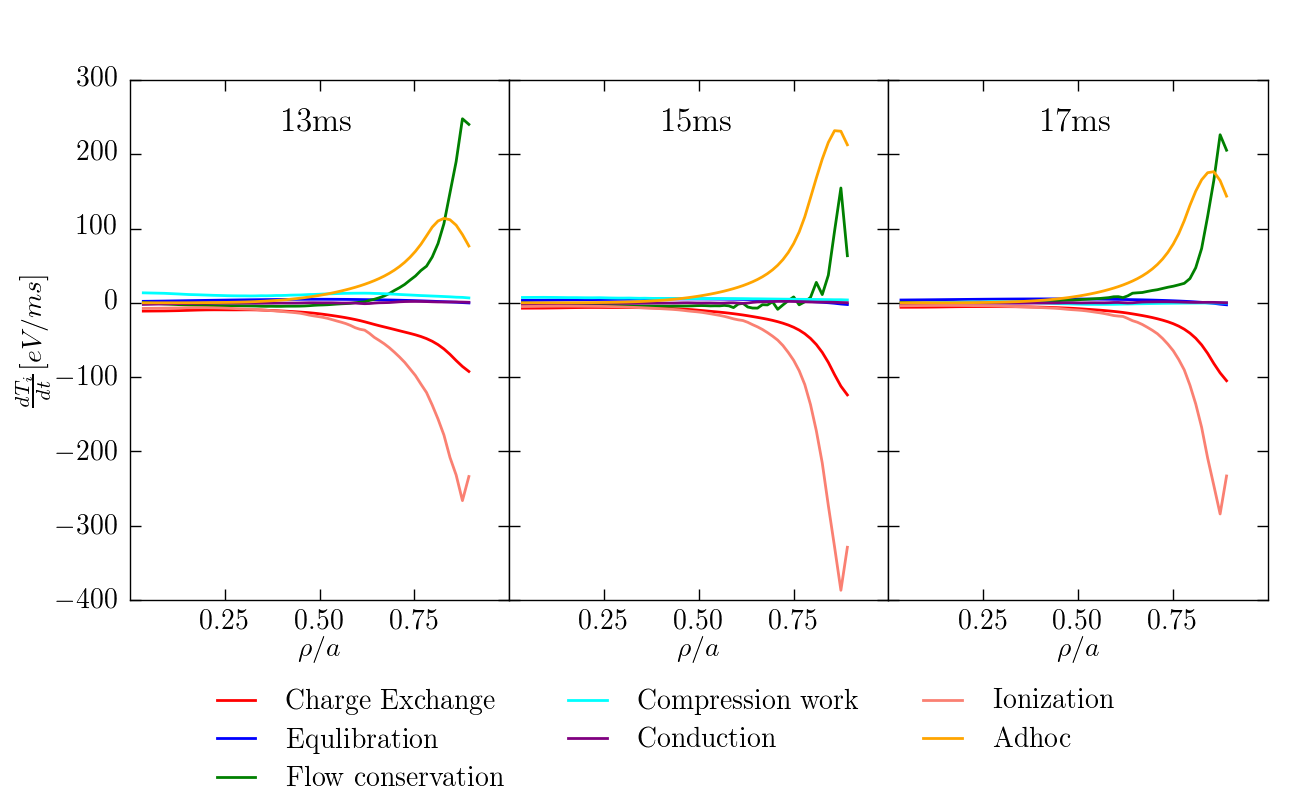 13ms 15ms 17ms
300
200
100
0
−100
−200
−300
−400
dT_i/dt [eV/ms]
0.25 0.50 0.75 0.25 0.50 0.75 0.25 0.50 0.75
ρ/a ρ/a ρ/a
Charge Exchange Compression work Ionization
Equlibration Conduction Adhoc
Flow conservation